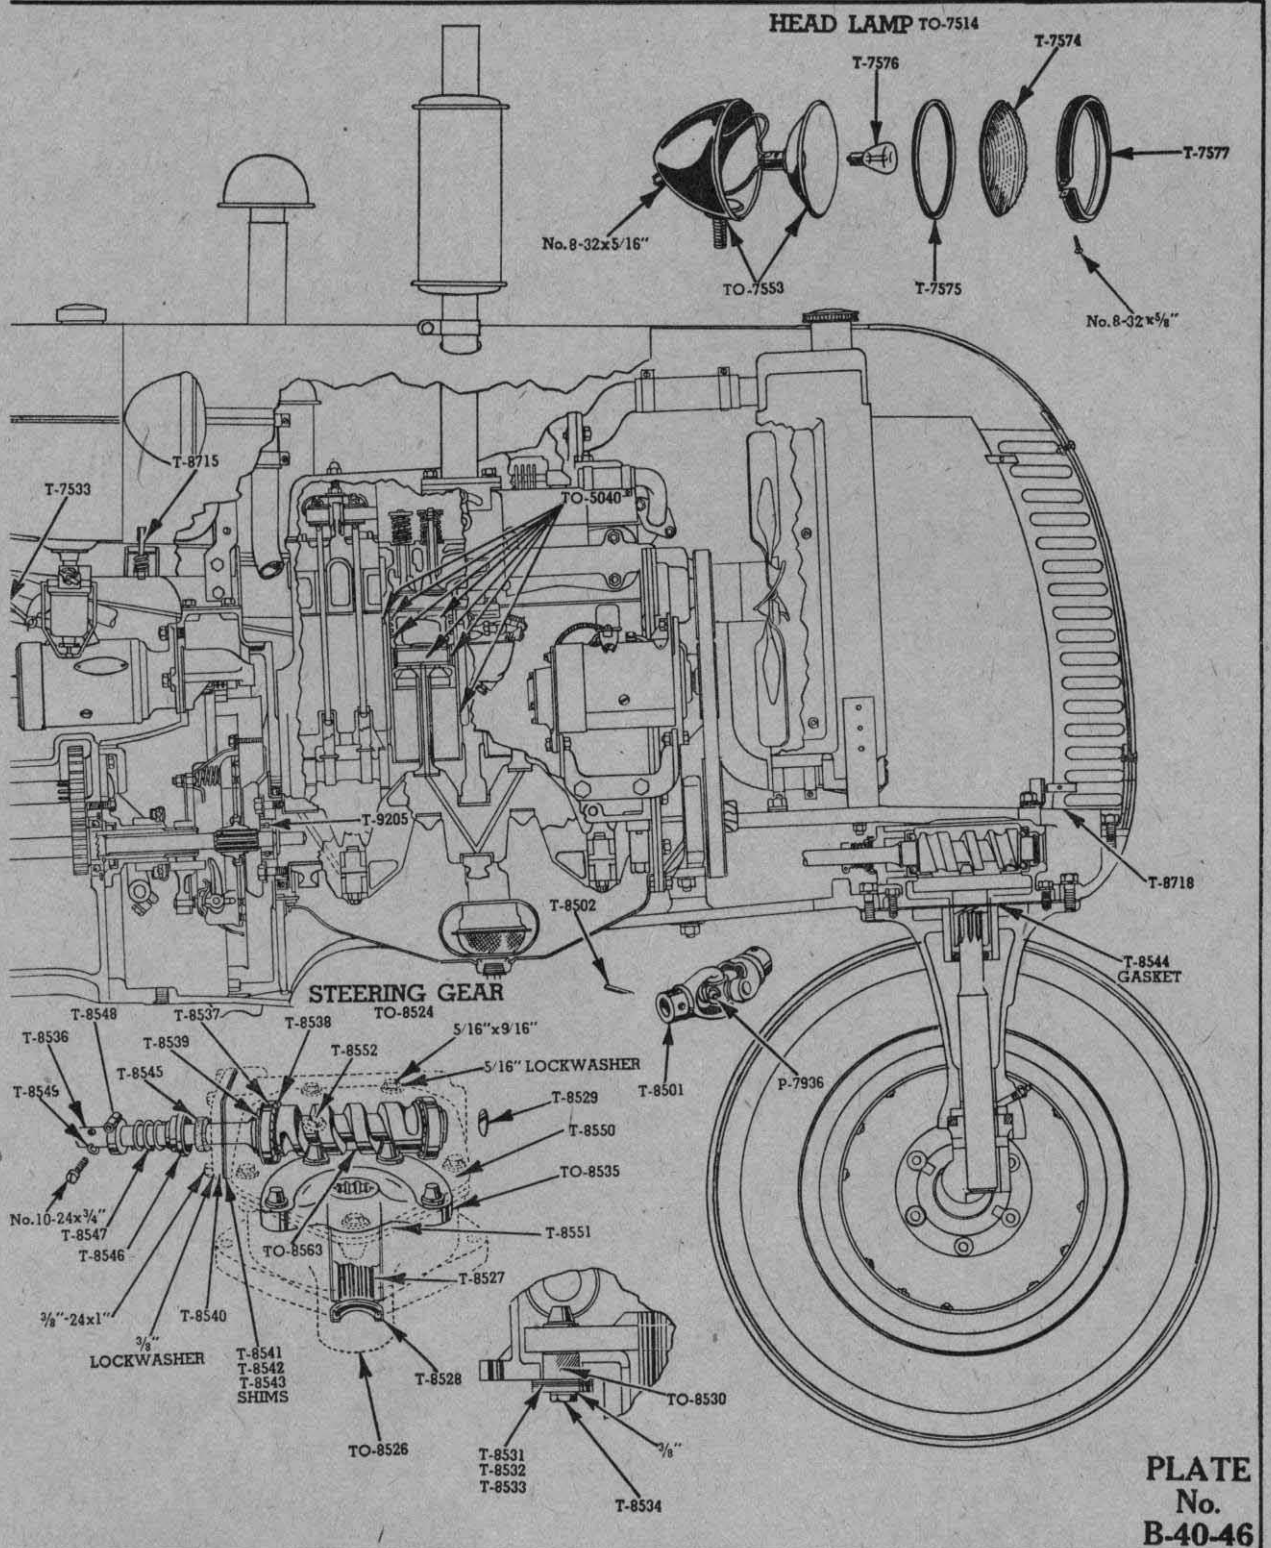 HEAD LAMP TO-7514
T-7574
T-7576
T-7577
No.8-32x5/16"
TO-7553
T-7575
No.8-32x5/8"
T-8715
T-7533
TO-5040
T-9205
T-8718
T-8502
T-8544
GASKET
STEERING GEAR
TO-8524
T-8548
T-8537
T-8538
5/16"x9/16"
T-8536
T-8539
T-8552
5/16" LOCKWASHER
T-8545
T-8501
P-7936
T-8549
T-8529
T-8550
TO-8535
No.10-24x3/4"
T-8547
T-8551
T-8546
TO-8563
T-8527
3/8"-24x1"
T-8540
3/8"
LOCKWASHER
T-8541
T-8542
T-8543
SHIMS
T-8528
TO-8530
TO-8526
3/8"
T-8531
T-8532
T-8533
T-8534
PLATE
No.
B-40-46